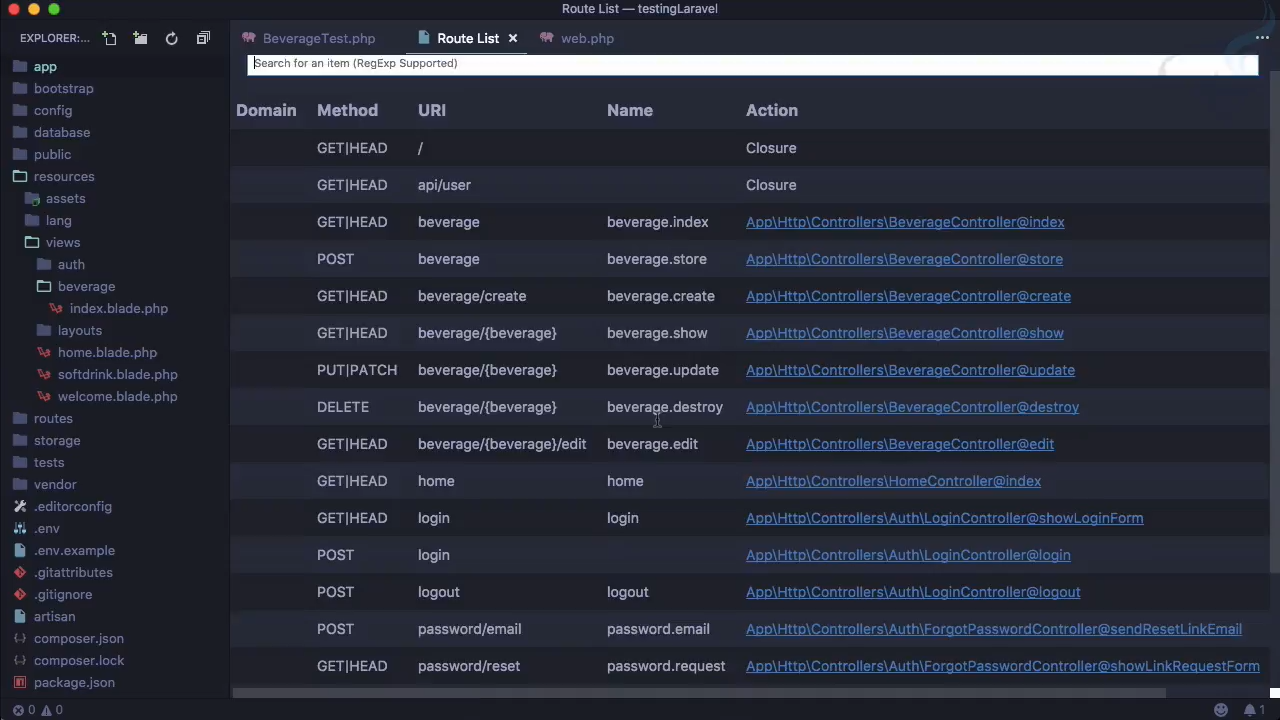 Route List — testingLaravel
EXPLORER:...
BeverageTest.php
Route List
web.php
Search for an item (RegExp Supported)
app
bootstrap
config
database
public
resources
assets
lang
views
auth
beverage
index.blade.php
layouts
home.blade.php
softdrink.blade.php
welcome.blade.php
routes
storage
tests
vendor
.editorconfig
.env
.env.example
.gitattributes
.gitignore
artisan
composer.json
composer.lock
package.json
Domain Method URI Name Action
GET|HEAD / Closure
GET|HEAD api/user Closure
GET|HEAD beverage beverage.index App\Http\Controllers\BeverageController@index
POST beverage beverage.store App\Http\Controllers\BeverageController@store
GET|HEAD beverage/create beverage.create App\Http\Controllers\BeverageController@create
GET|HEAD beverage/{beverage} beverage.show App\Http\Controllers\BeverageController@show
PUT|PATCH beverage/{beverage} beverage.update App\Http\Controllers\BeverageController@update
DELETE beverage/{beverage} beverage.destroy App\Http\Controllers\BeverageController@destroy
GET|HEAD beverage/{beverage}/edit beverage.edit App\Http\Controllers\BeverageController@edit
GET|HEAD home home App\Http\Controllers\HomeController@index
GET|HEAD login login App\Http\Controllers\Auth\LoginController@showLoginForm
POST login App\Http\Controllers\Auth\LoginController@login
POST logout logout App\Http\Controllers\Auth\LoginController@logout
POST password/email password.email App\Http\Controllers\Auth\ForgotPasswordController@sendResetLinkEmail
GET|HEAD password/reset password.request App\Http\Controllers\Auth\ForgotPasswordController@showLinkRequestForm
0 0
1